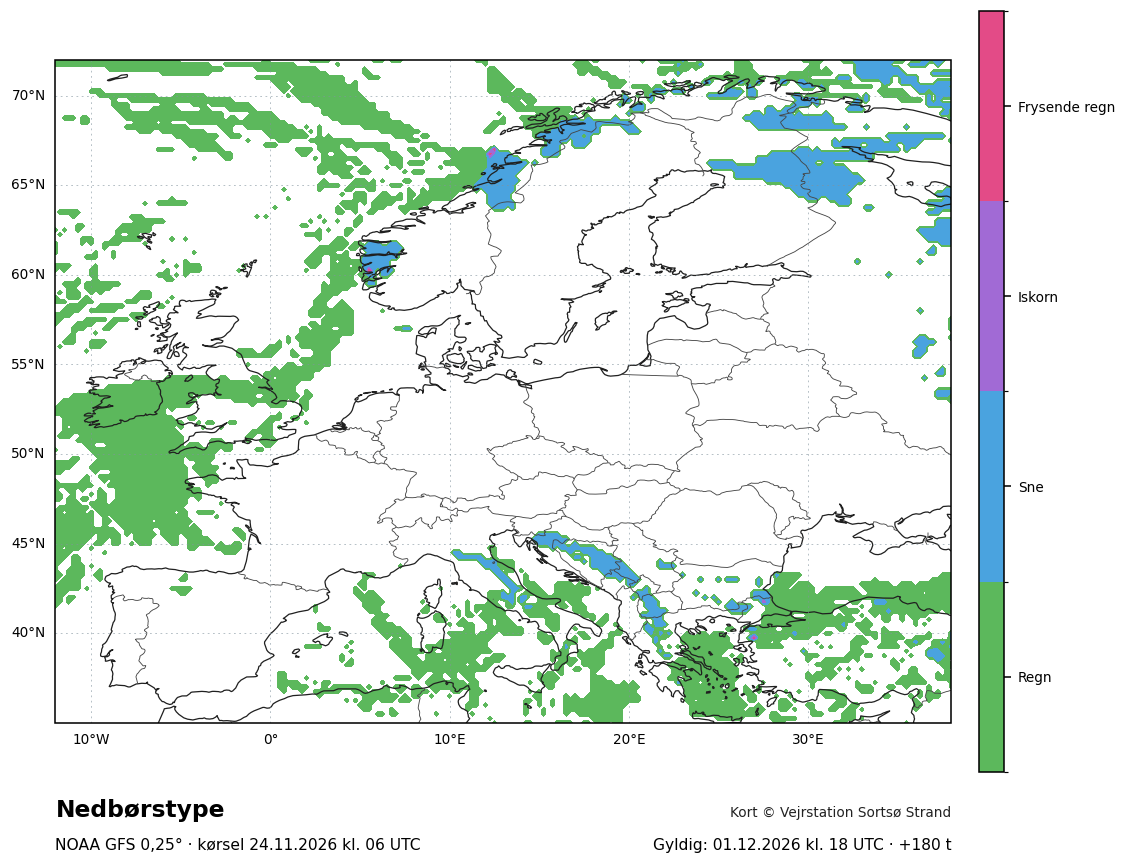 Frysende regn
70°N
65°N
Iskorn
60°N
55°N
Sne
50°N
45°N
40°N
Regn
10°W
0°
10°E
20°E
30°E
Nedbørstype
Kort © Vejrstation Sortsø Strand
NOAA GFS 0,25° · kørsel 24.11.2026 kl. 06 UTC
Gyldig: 01.12.2026 kl. 18 UTC · +180 t